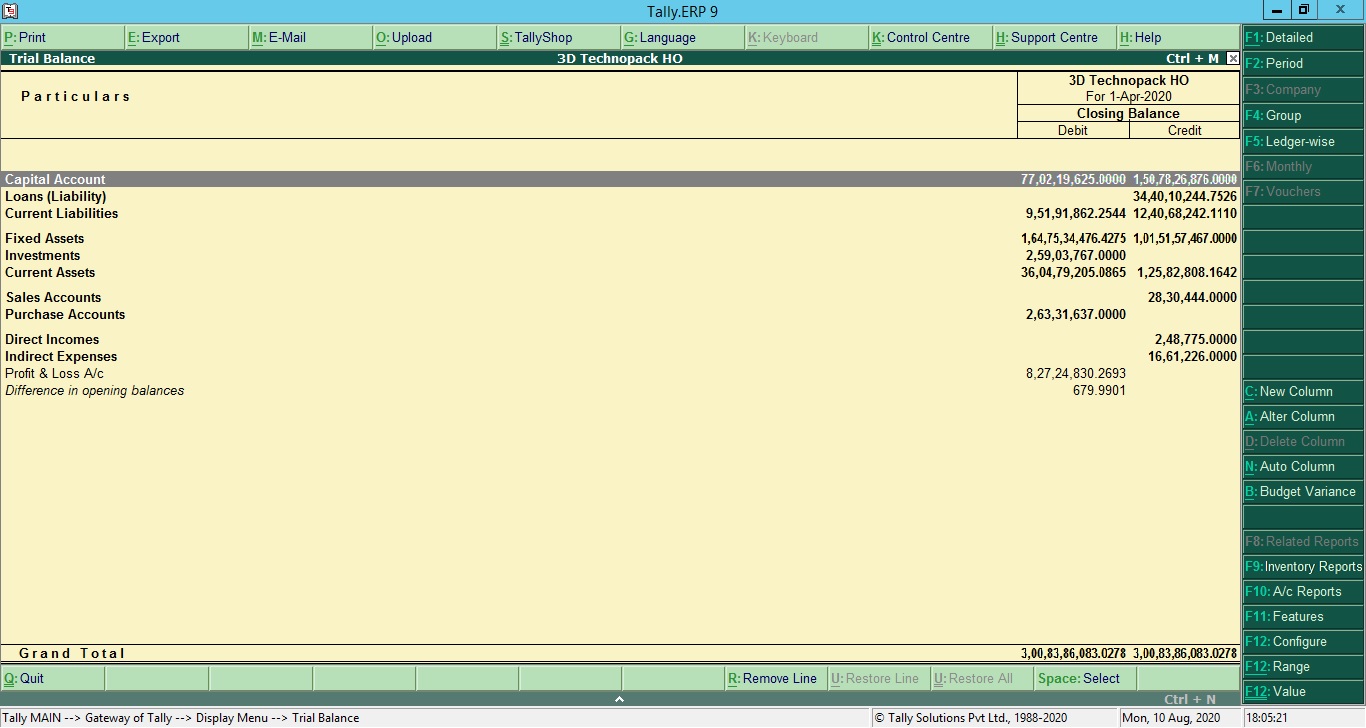 Tally.ERP 9
P: Print E: Export M: E-Mail O: Upload S: TallyShop G: Language K: Keyboard K: Control Centre H: Support Centre H: Help
Trial Balance 3D Technopack HO Ctrl + M
Particulars
3D Technopack HO
For 1-Apr-2020
Closing Balance
Debit Credit
Capital Account 77,02,19,625.0000 1,50,78,26,876.0000
Loans (Liability) 34,40,10,244.7526
Current Liabilities 9,51,91,862.2544 12,40,68,242.1110
Fixed Assets 1,64,75,34,476.4275 1,01,51,57,467.0000
Investments 2,59,03,767.0000
Current Assets 36,04,79,205.0865 1,25,82,808.1642
Sales Accounts 28,30,444.0000
Purchase Accounts 2,63,31,637.0000
Direct Incomes 2,48,775.0000
Indirect Expenses 16,61,226.0000
Profit & Loss A/c 8,27,24,830.2693
Difference in opening balances 679.9901
Grand Total 3,00,83,86,083.0278 3,00,83,86,083.0278
Q: Quit R: Remove Line U: Restore Line U: Restore All Space: Select
Ctrl + N
F1: Detailed
F2: Period
F3: Company
F4: Group
F5: Ledger-wise
F6: Monthly
F7: Vouchers
C: New Column
A: Alter Column
D: Delete Column
N: Auto Column
B: Budget Variance
F8: Related Reports
F9: Inventory Reports
F10: A/c Reports
F11: Features
F12: Configure
F12: Range
F12: Value
Tally MAIN --> Gateway of Tally --> Display Menu --> Trial Balance © Tally Solutions Pvt Ltd., 1988-2020 Mon, 10 Aug, 2020 18:05:21